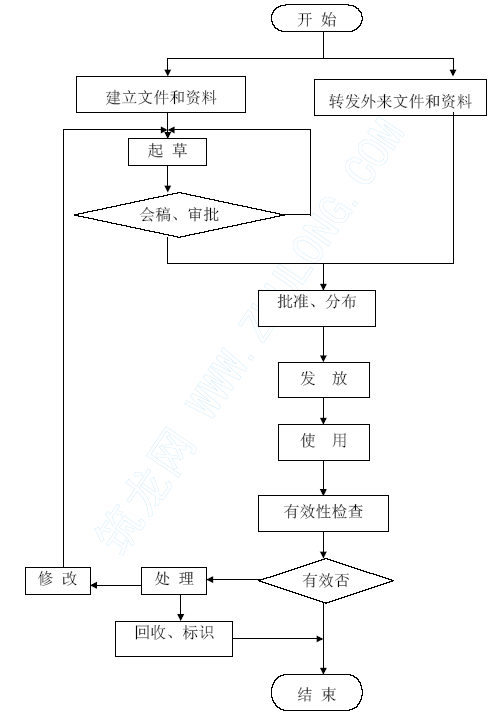 开 始
建立文件和资料
转发外来文件和资料
起 草
会稿、审批
批准、分布
发 放
使 用
有效性检查
有效否
处 理
修 改
回收、标识
结 束
筑龙网 WWW.ZHULONG.COM